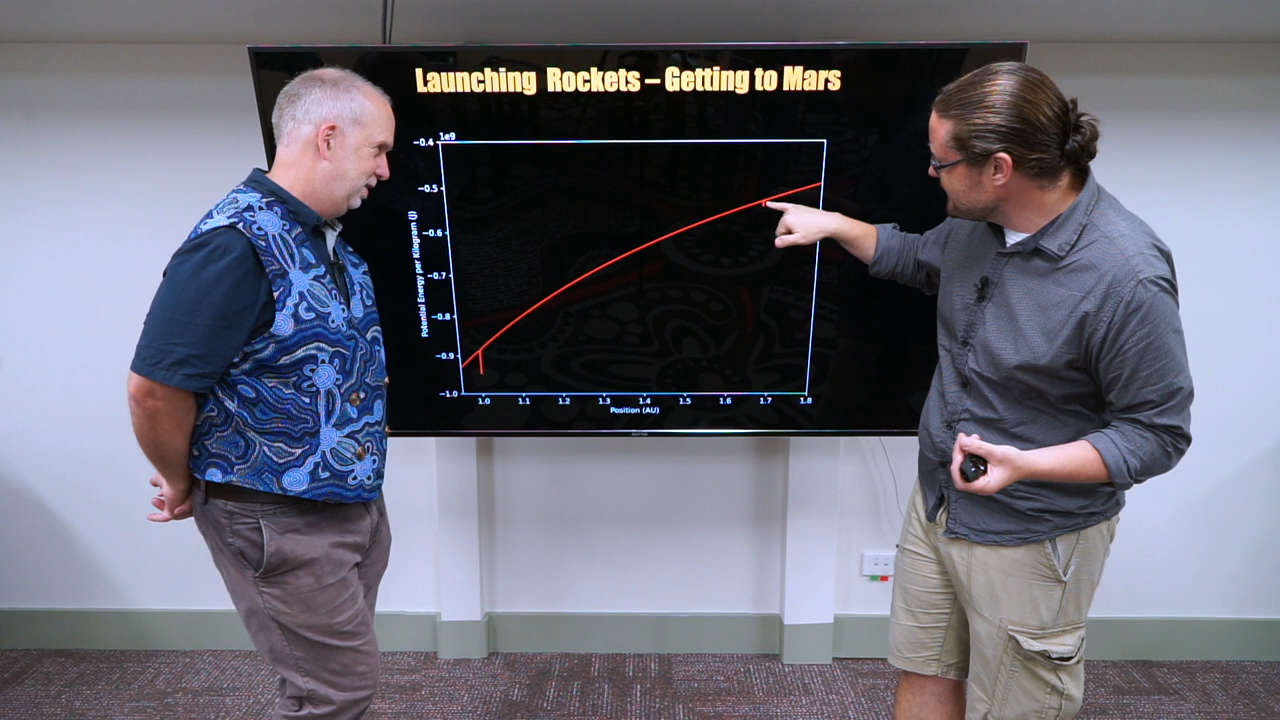 Launching Rockets – Getting to Mars
1e9
−0.4
−0.5
−0.6
−0.7
−0.8
−0.9
−1.0
Potential Energy per Kilogram (J)
1.0 1.1 1.2 1.3 1.4 1.5 1.6 1.7 1.8
Position (AU)